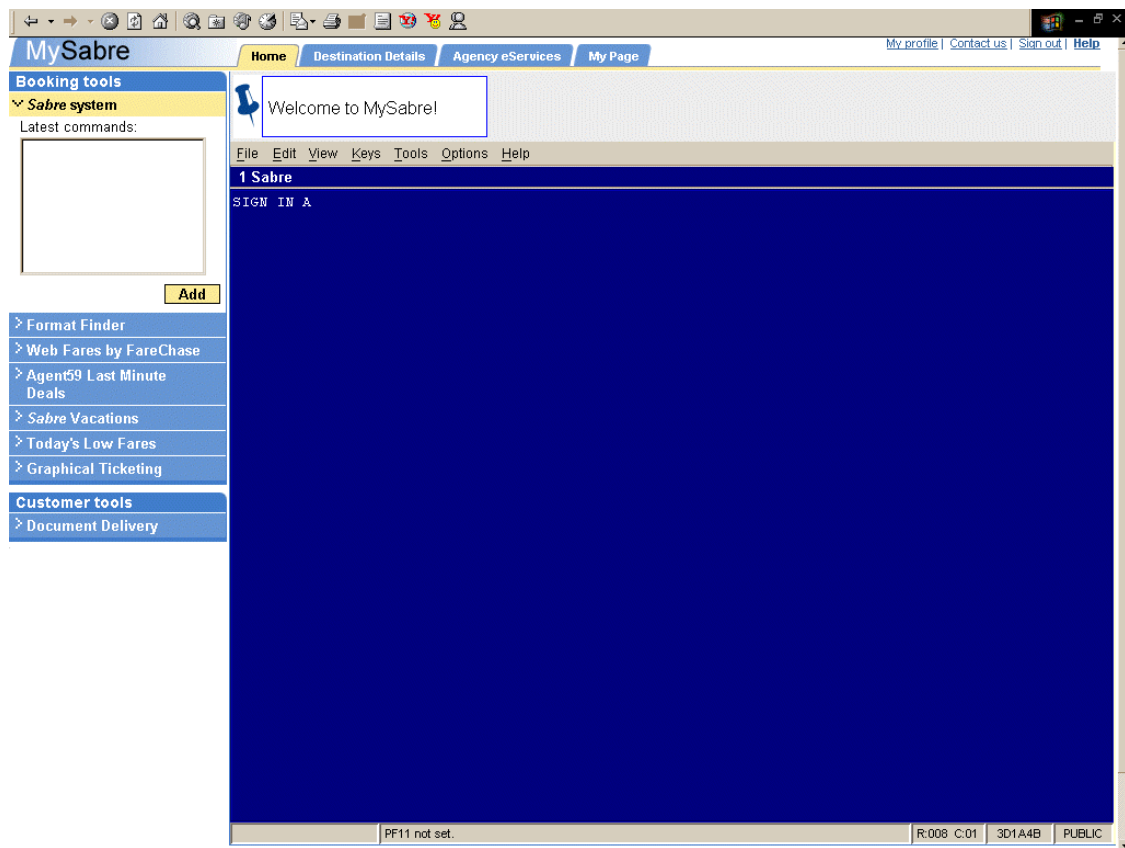 MySabre
Home Destination Details Agency eServices My Page
My profile | Contact us | Sign out | Help
Booking tools
Sabre system
Latest commands:
Add
Format Finder
Web Fares by FareChase
Agent59 Last Minute
Deals
Sabre Vacations
Today's Low Fares
Graphical Ticketing
Customer tools
Document Delivery
Welcome to MySabre!
File Edit View Keys Tools Options Help
1 Sabre
SIGN IN A
PF11 not set.
R:008 C:01 3D1A4B PUBLIC